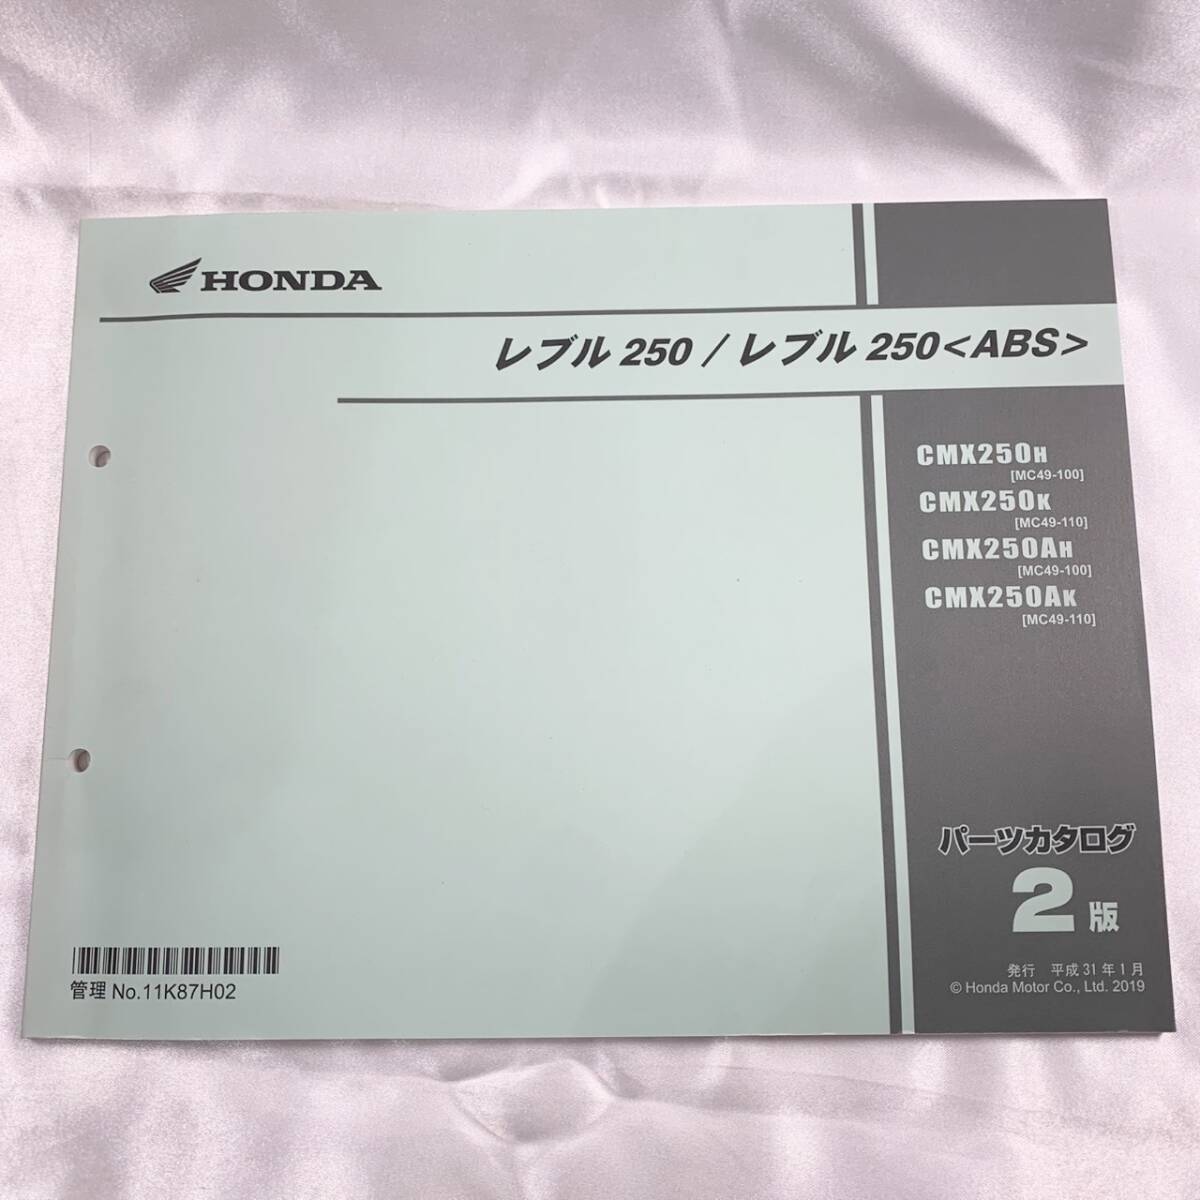 HONDA
レブル 250 / レブル 250<ABS>
CMX250H
[MC49-100]
CMX250K
[MC49-110]
CMX250AH
[MC49-100]
CMX250AK
[MC49-110]
パーツカタログ
2版
発行 平成31年1月
© Honda Motor Co., Ltd. 2019
管理 No.11K87H02